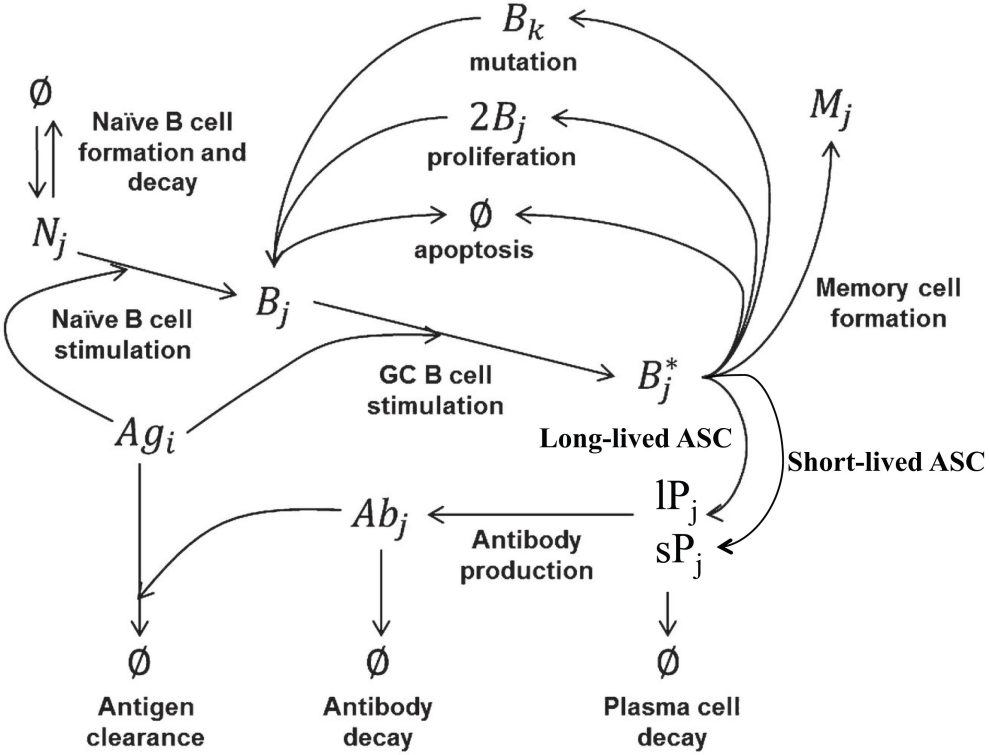 B_k
mutation
∅
Naïve B cell
formation and
decay
2B_j
proliferation
M_j
N_j
∅
apoptosis
B_j
Naïve B cell
stimulation
Memory cell
formation
GC B cell
stimulation
B_j^*
Ag_i
Long-lived ASC
Short-lived ASC
lP_j
Ab_j
Antibody
production
sP_j
∅
Antigen
clearance
∅
Antibody
decay
∅
Plasma cell
decay